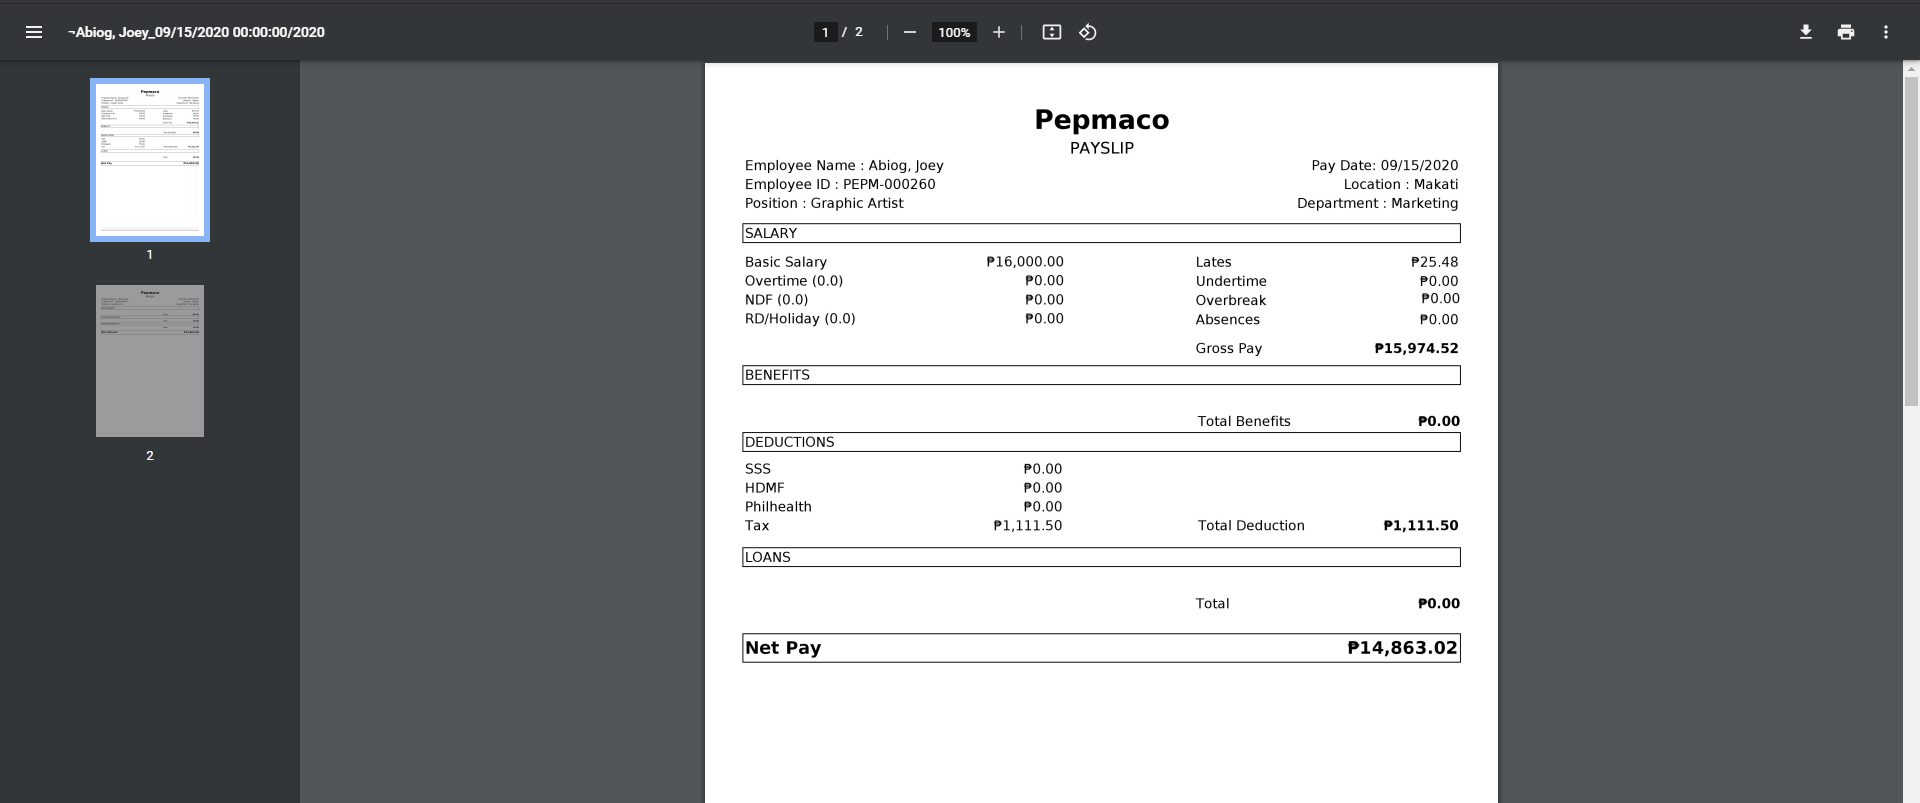 ¬Abiog, Joey_09/15/2020 00:00:00/2020
1 / 2
100%
1
2
Pepmaco
PAYSLIP
Employee Name : Abiog, Joey Pay Date: 09/15/2020
Employee ID : PEPM-000260 Location : Makati
Position : Graphic Artist Department : Marketing
SALARY
Basic Salary ₱16,000.00 Lates ₱25.48
Overtime (0.0) ₱0.00 Undertime ₱0.00
NDF (0.0) ₱0.00 Overbreak ₱0.00
RD/Holiday (0.0) ₱0.00 Absences ₱0.00
Gross Pay ₱15,974.52
BENEFITS
Total Benefits ₱0.00
DEDUCTIONS
SSS ₱0.00
HDMF ₱0.00
Philhealth ₱0.00
Tax ₱1,111.50 Total Deduction ₱1,111.50
LOANS
Total ₱0.00
Net Pay ₱14,863.02